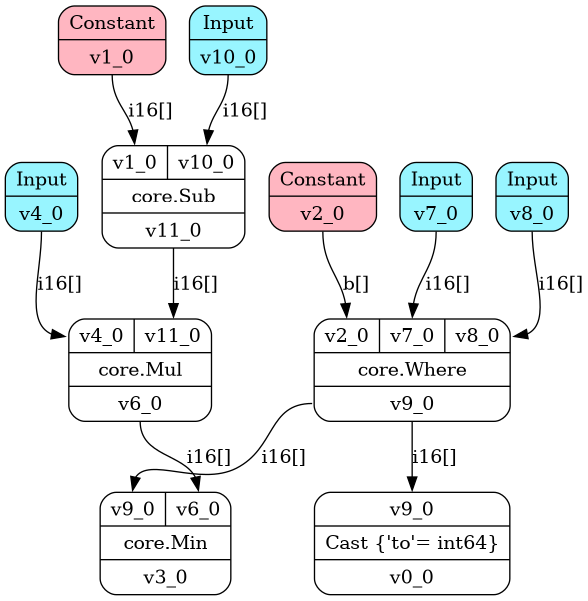 Constant
v1_0
Input
v10_0
i16[]
i16[]
Input
v4_0
v1_0
v10_0
core.Sub
v11_0
Constant
v2_0
Input
v7_0
Input
v8_0
i16[]
i16[]
b[]
i16[]
i16[]
v4_0
v11_0
core.Mul
v6_0
v2_0
v7_0
v8_0
core.Where
v9_0
i16[]
i16[]
i16[]
v9_0
v6_0
core.Min
v3_0
v9_0
Cast {'to'= int64}
v0_0